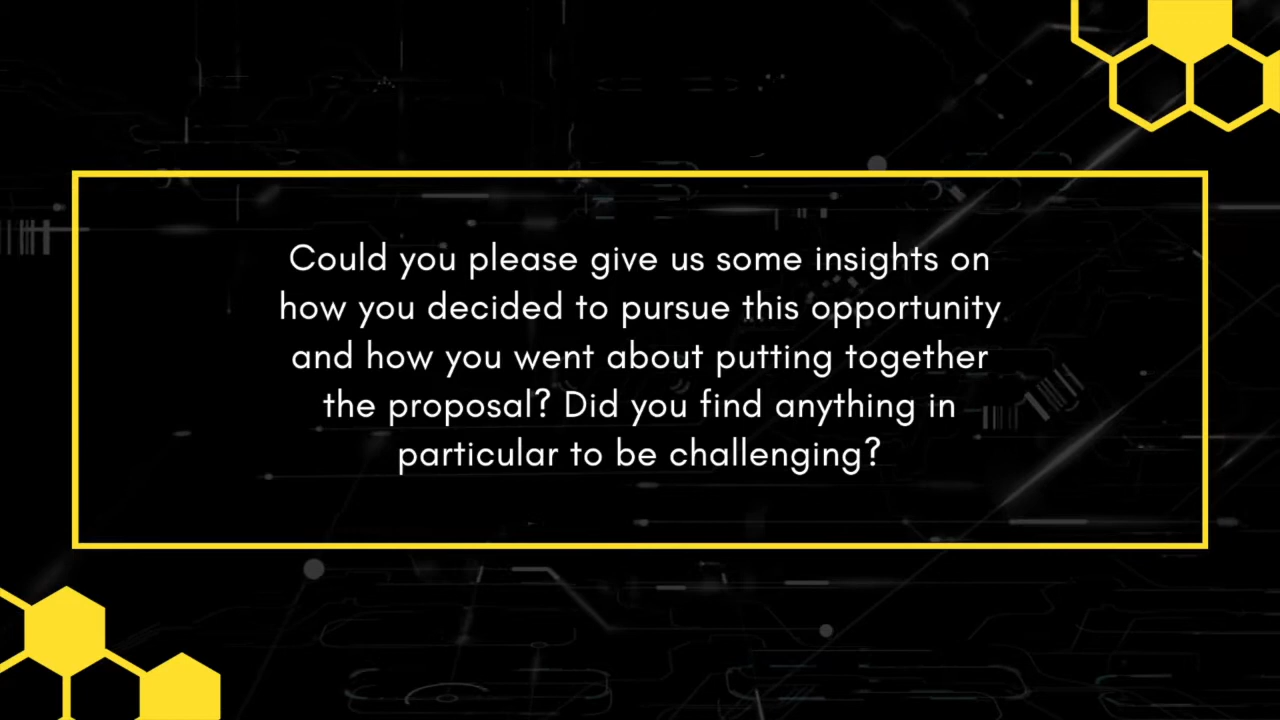 Could you please give us some insights on
how you decided to pursue this opportunity
and how you went about putting together
the proposal? Did you find anything in
particular to be challenging?